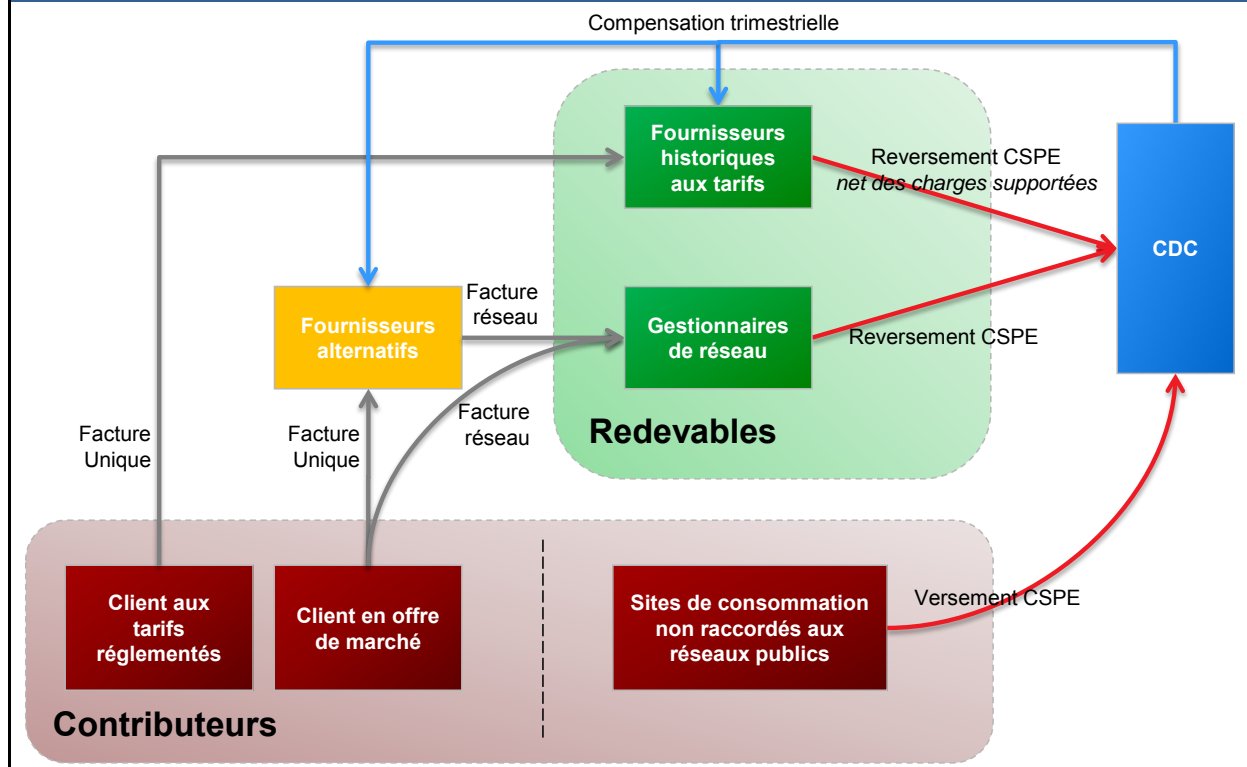 Compensation trimestrielle
Fournisseurs
historiques
aux tarifs
Reversement CSPE
net des charges supportées
CDC
Fournisseurs
alternatifs
Facture
réseau
Gestionnaires
de réseau
Reversement CSPE
Facture
réseau
Redevables
Facture
Unique
Facture
Unique
Client aux
tarifs
réglementés
Client en offre
de marché
Sites de consommation
non raccordés aux
réseaux publics
Versement CSPE
Contributeurs